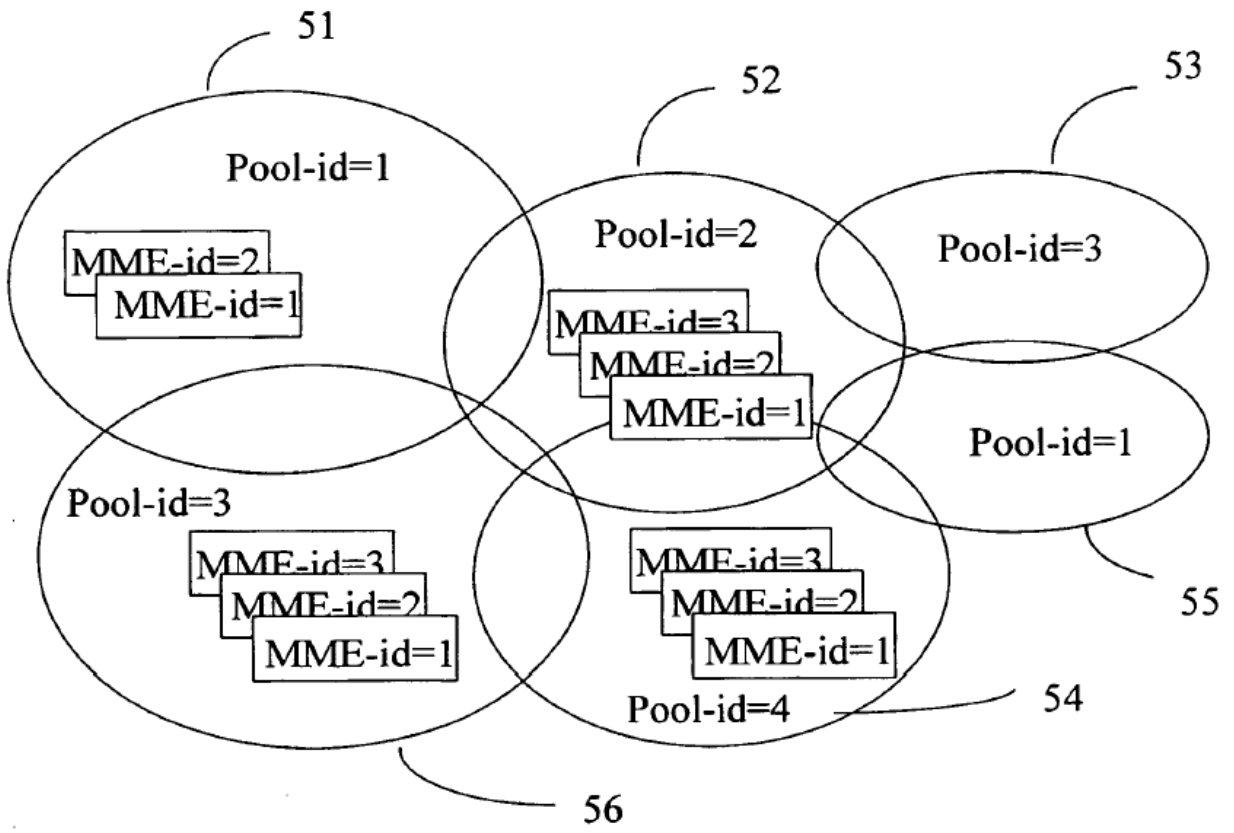 51
52
53
Pool-id=1
Pool-id=2
Pool-id=3
MME-id=2
MME-id=1
MME-id=3
MME-id=2
MME-id=1
Pool-id=1
Pool-id=3
MME-id=3
MME-id=2
MME-id=1
MME-id=3
MME-id=2
MME-id=1
55
Pool-id=4
54
56